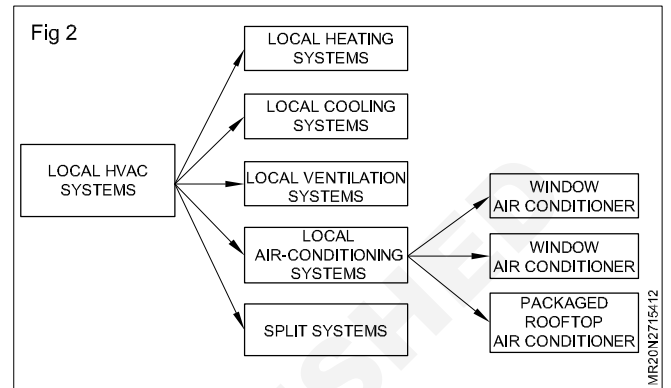 Fig 2
LOCAL HEATING
SYSTEMS
LOCAL COOLING
SYSTEMS
LOCAL HVAC
SYSTEMS
LOCAL VENTILATION
SYSTEMS
LOCAL
AIR-CONDITIONING
SYSTEMS
SPLIT SYSTEMS
WINDOW
AIR CONDITIONER
WINDOW
AIR CONDITIONER
PACKAGED
ROOFTOP
AIR CONDITIONER
MR20N2715412